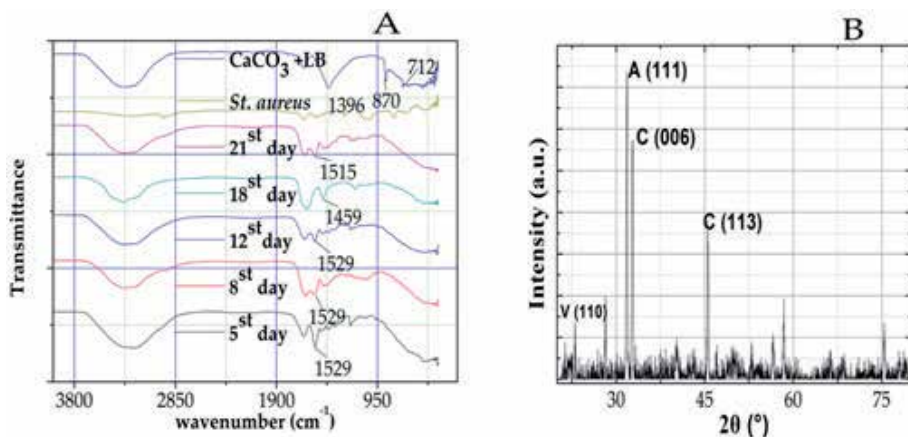 A
CaCO3 +LB
712
St. aureus
1396
870
21st day
1515
18st day
1459
12st day
1529
8st day
1529
5st day
1529
Transmittance
3800 2850 1900 950
wavenumber (cm-1)
B
A (111)
C (006)
C (113)
V (110)
Intensity (a.u.)
30 45 60 75
2θ (°)